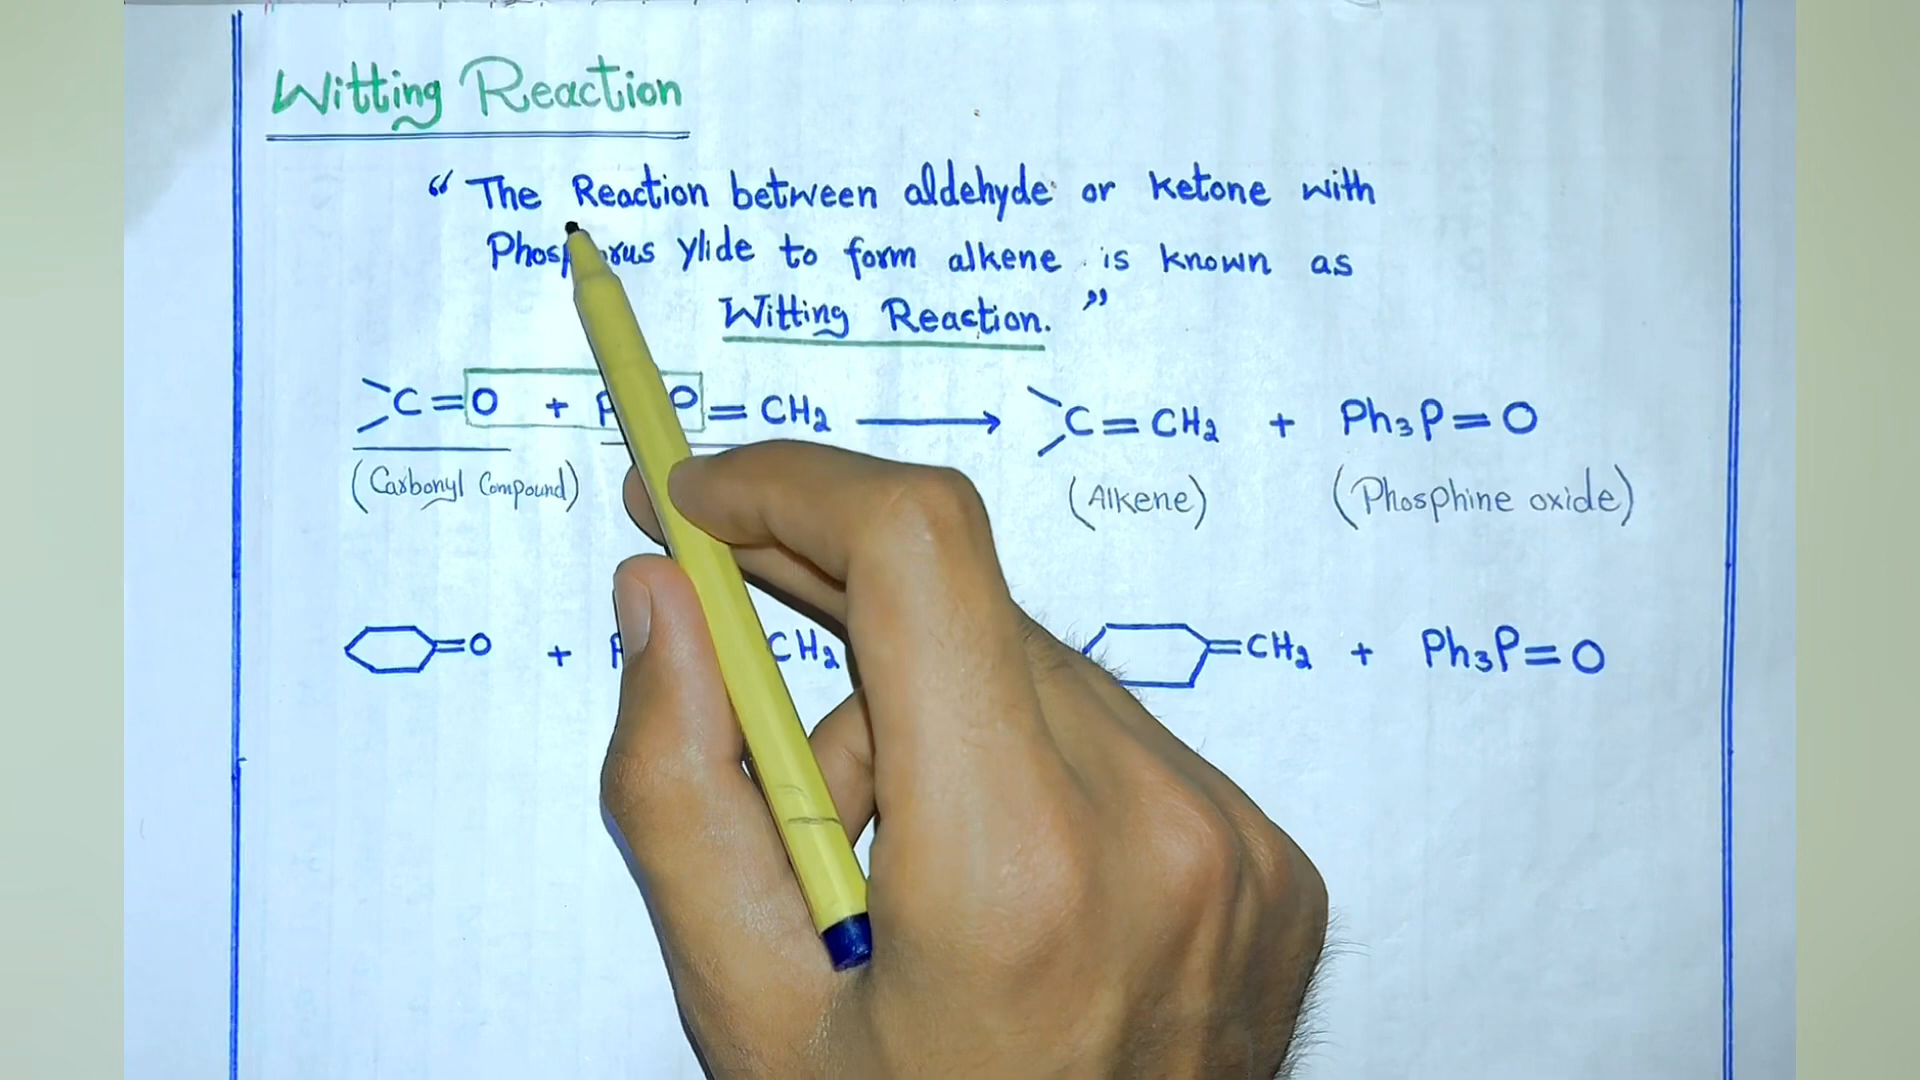 Witting Reaction
“ The Reaction between aldehyde or ketone with
ylide to form alkene is known as
Witting Reaction. ”
C=O + P=CH2 ⟶ C=CH2 + Ph3P=O
(Carbonyl Compound) (Alkene) (Phosphine oxide)
=O + CH2 =CH2 + Ph3P=O